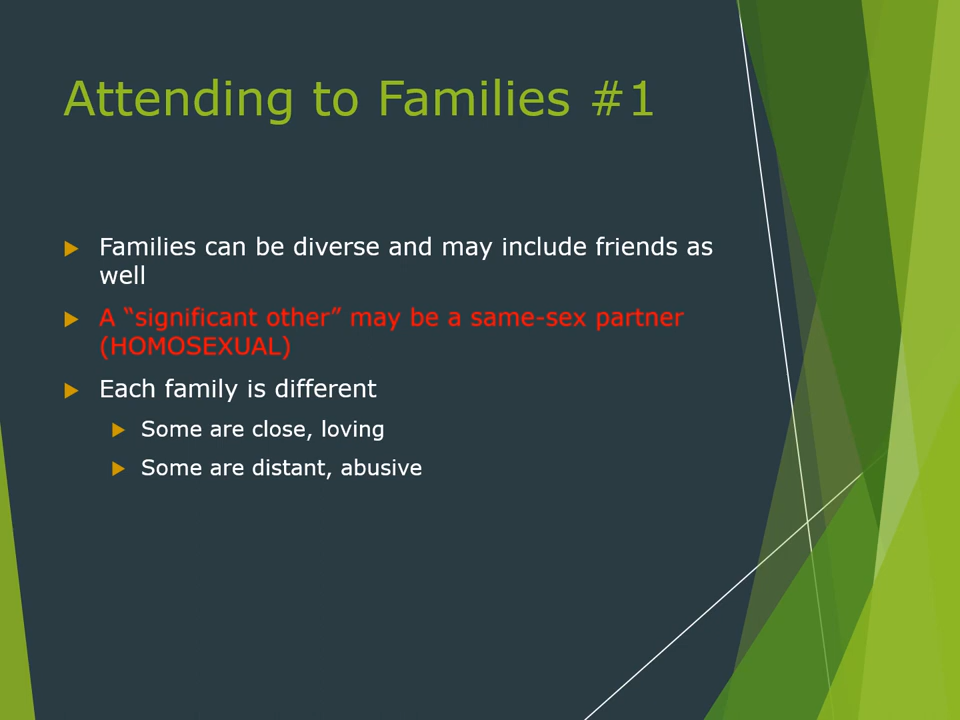 Attending to Families #1
Families can be diverse and may include friends as
well
A “significant other” may be a same-sex partner
(HOMOSEXUAL)
Each family is different
Some are close, loving
Some are distant, abusive